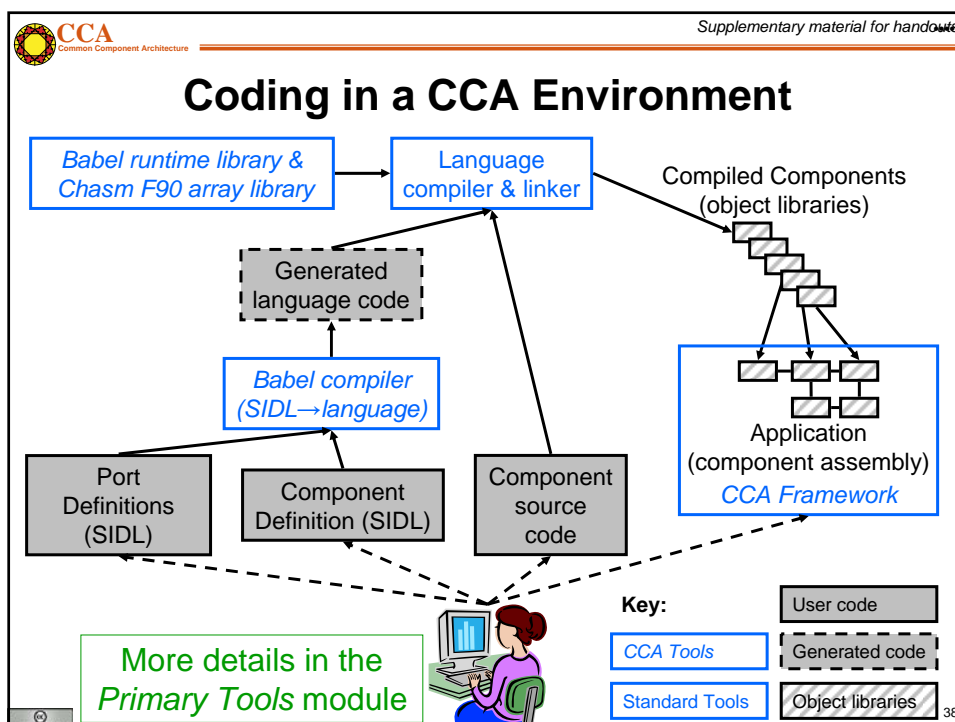 CCA
Common Component Architecture
Supplementary material for handouts
Coding in a CCA Environment
Babel runtime library &
Chasm F90 array library
Language
compiler & linker
Compiled Components
(object libraries)
Generated
language code
Babel compiler
(SIDL→language)
Port
Definitions
(SIDL)
Component
Definition (SIDL)
Component
source
code
Application
(component assembly)
CCA Framework
More details in the
Primary Tools module
Key:
User code
CCA Tools
Generated code
Standard Tools
Object libraries
38